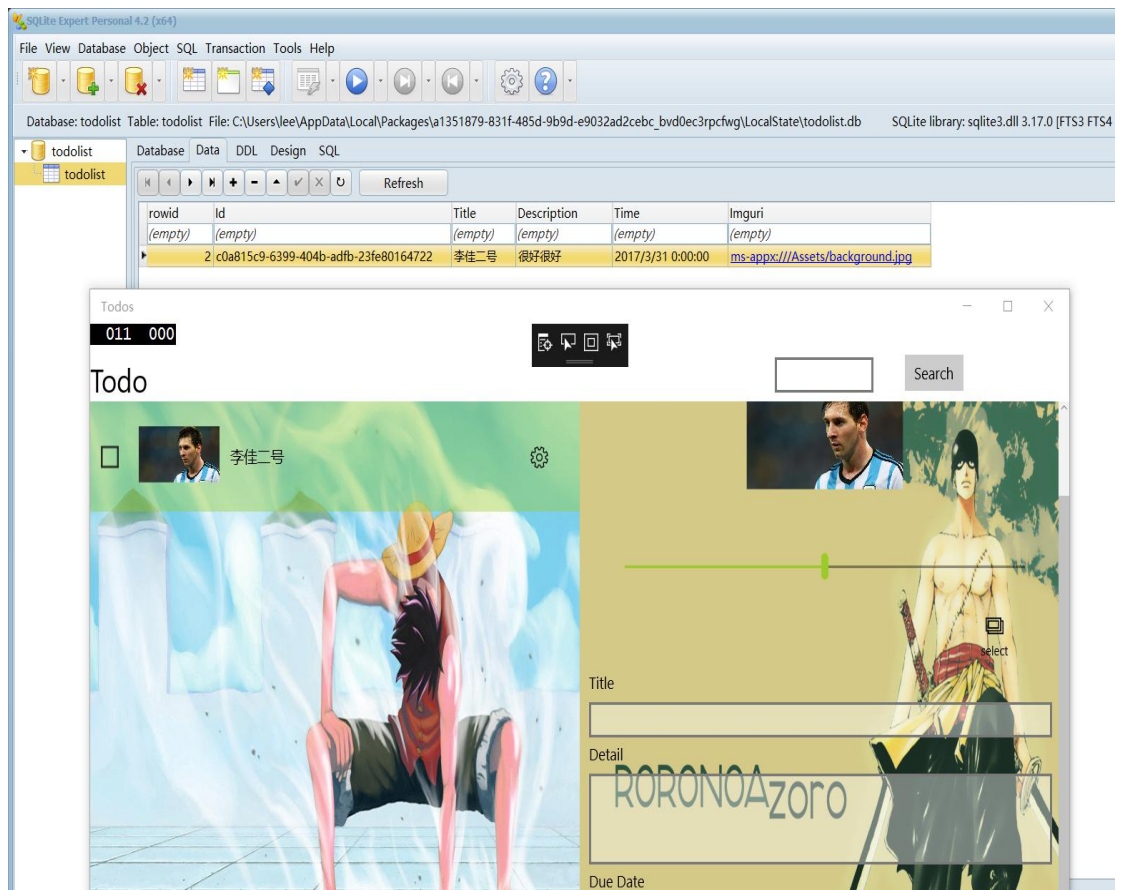 SQLite Expert Personal 4.2 (x64)
File View Database Object SQL Transaction Tools Help
Database: todolist Table: todolist File: C:\Users\lee\AppData\Local\Packages\a1351879-831f-485d-9b9d-e9032ad2cebc_bvd0ec3rpcfwg\LocalState\todolist.db SQLite library: sqlite3.dll 3.17.0 [FTS3 FTS4
todolist Database Data DDL Design SQL
todolist Refresh
rowid Id Title Description Time Imguri
(empty) (empty) (empty) (empty) (empty) (empty)
2 c0a815c9-6399-404b-adfb-23fe80164722 李佳二号 很好很好 2017/3/31 0:00:00 ms-appx:///Assets/background.jpg
Todos
011 000
Todo Search
李佳二号
select
Title
Detail
RORONOA zoro
Due Date